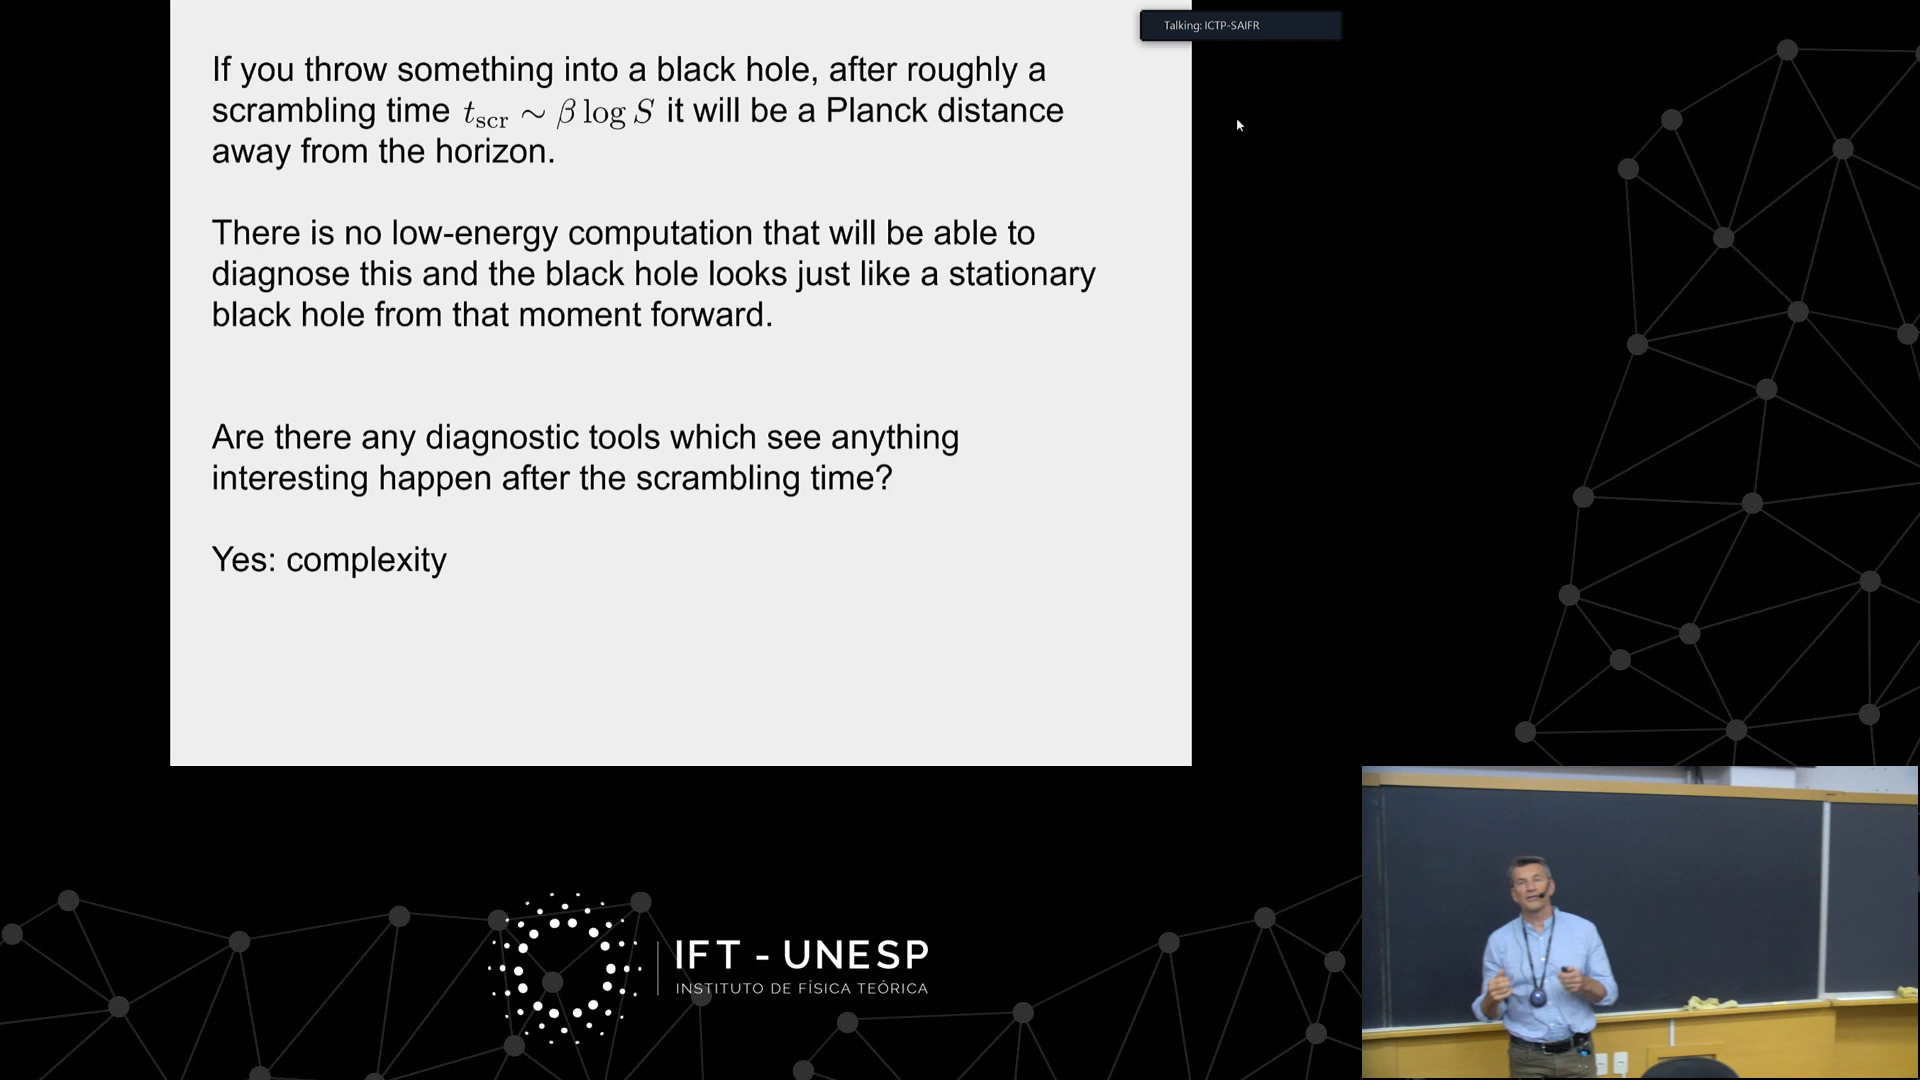 Talking: ICTP-SAIFR
If you throw something into a black hole, after roughly a
scrambling time t_scr ∼ β log S it will be a Planck distance
away from the horizon.
There is no low-energy computation that will be able to
diagnose this and the black hole looks just like a stationary
black hole from that moment forward.
Are there any diagnostic tools which see anything
interesting happen after the scrambling time?
Yes: complexity
IFT - UNESP
INSTITUTO DE FÍSICA TEÓRICA